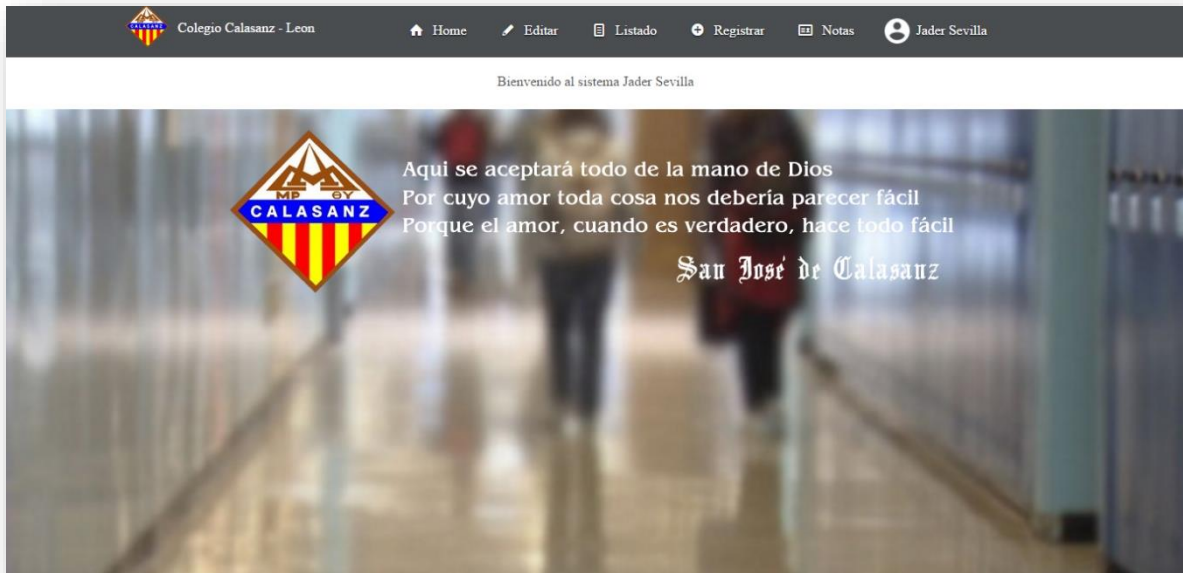 CALASANZ
Colegio Calasanz - Leon
Home
Editar
Listado
Registrar
Notas
Jader Sevilla
Bienvenido al sistema Jader Sevilla
MP ΘY
CALASANZ
Aqui se aceptará todo de la mano de Dios
Por cuyo amor toda cosa nos debería parecer fácil
Porque el amor, cuando es verdadero, hace todo fácil
San José de Calasanz